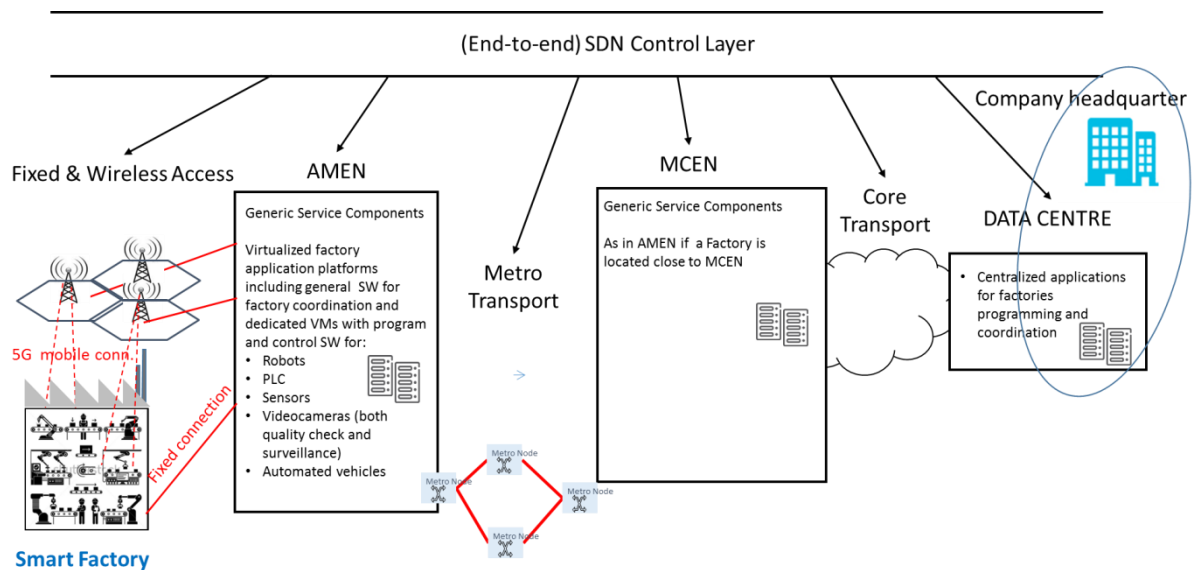 (End-to-end) SDN Control Layer
Company headquarter
Fixed & Wireless Access
AMEN
MCEN
Core
Transport
DATA CENTRE
Metro
Transport
Generic Service Components
Virtualized factory
application platforms
including general SW for
factory coordination and
dedicated VMs with program
and control SW for:
• Robots
• PLC
• Sensors
• Videocameras (both
quality check and
surveillance)
• Automated vehicles
Generic Service Components
As in AMEN if a Factory is
located close to MCEN
• Centralized applications
for factories
programming and
coordination
5G mobile conn.
Fixed connection
Metro Node
Metro Node
Metro Node
Metro Node
Smart Factory